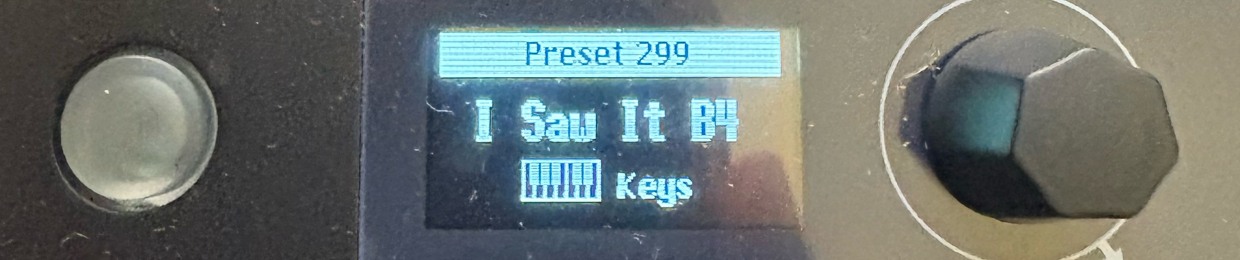 Preset 299
I Saw It B4
Keys